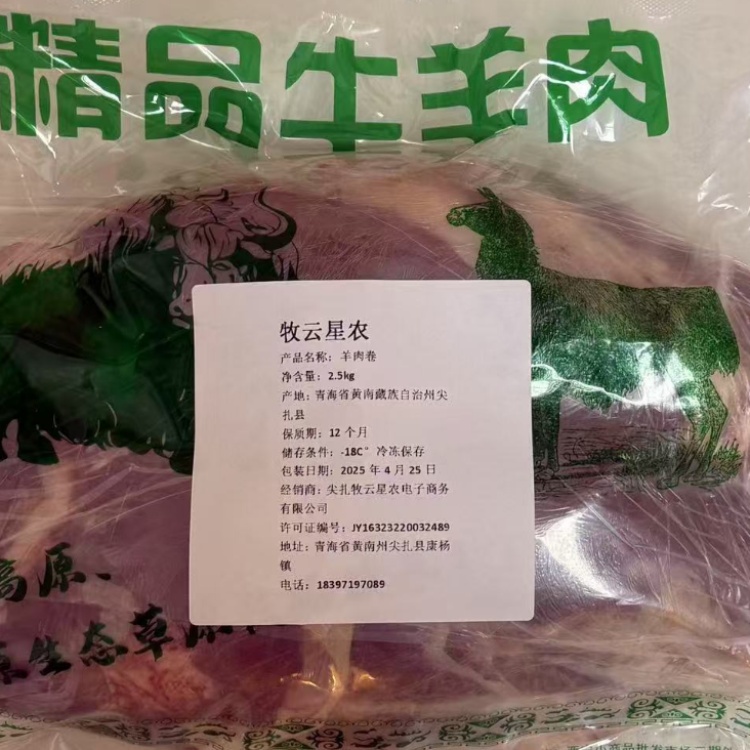 精品牛羊肉
牧云星农
产品名称：羊肉卷
净含量：2.5kg
产地：青海省黄南藏族自治州尖
扎县
保质期：12 个月
储存条件：-18C° 冷冻保存
包装日期：2025 年 4 月 25 日
经销商：尖扎牧云星农电子商务
有限公司
许可证编号：JY16323220032489
地址：青海省黄南州尖扎县康杨
镇
电话：18397197089
高原、
原生态草原